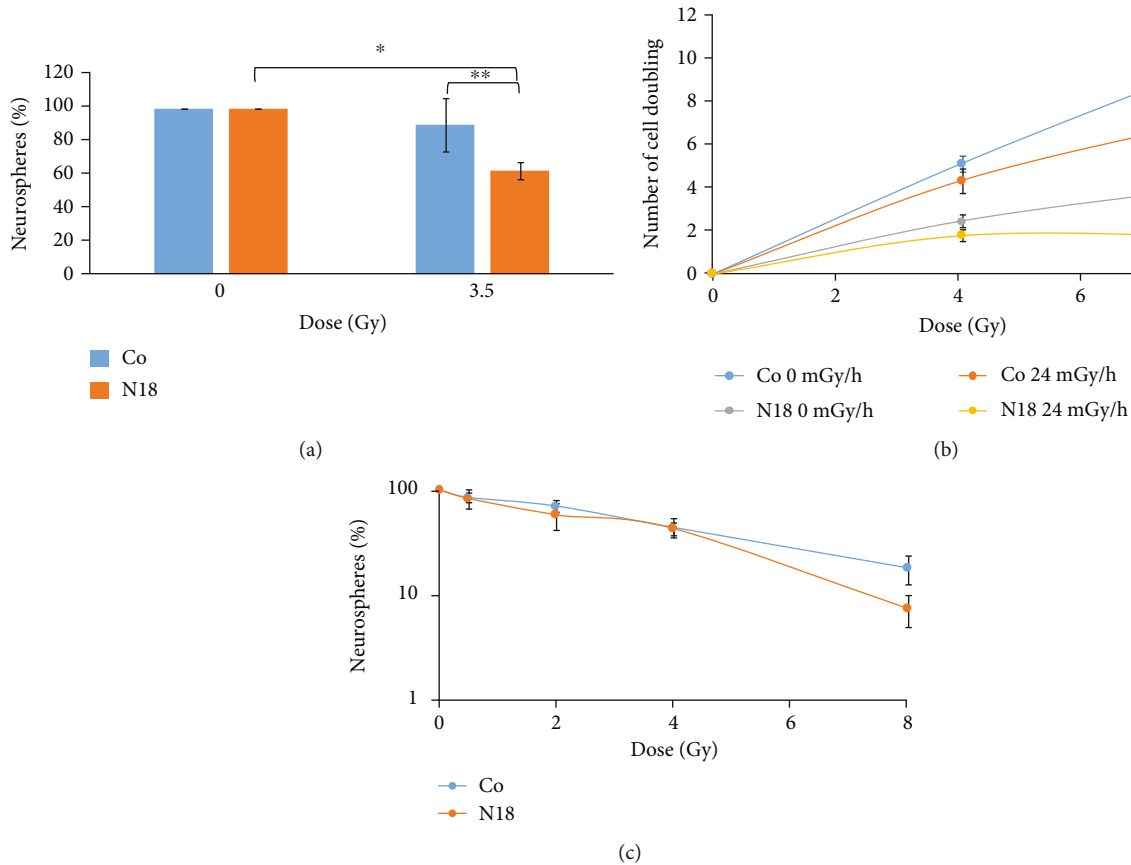 *
**
120
100
80
60
40
20
0
Neurospheres (%)
0
3.5
Dose (Gy)
Co
N18
(a)
12
10
8
6
4
2
0
Number of cell doubling
0
2
4
6
Dose (Gy)
Co 0 mGy/h
Co 24 mGy/h
N18 0 mGy/h
N18 24 mGy/h
(b)
100
10
1
Neurospheres (%)
0
2
4
6
8
Dose (Gy)
Co
N18
(c)